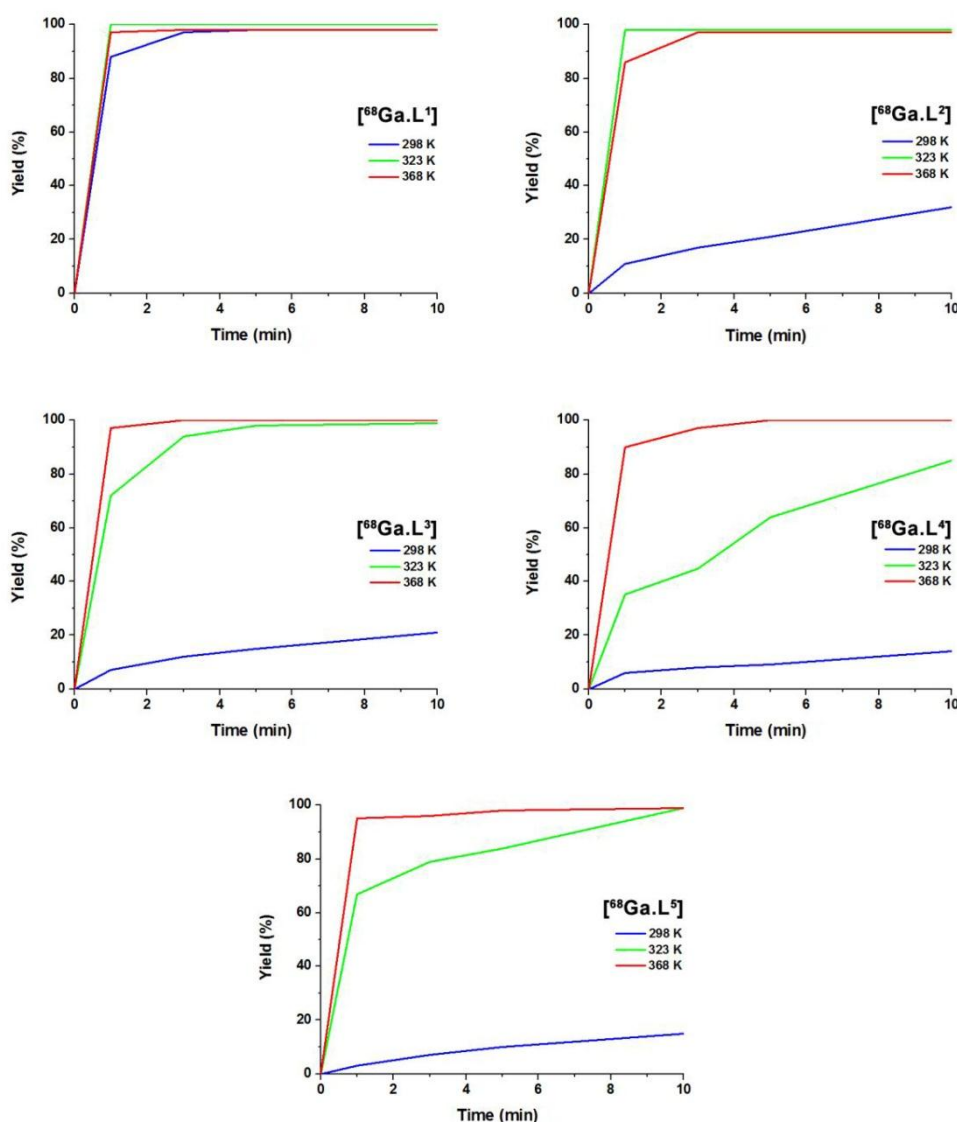 100
80
60
40
20
0
Yield (%)
[⁶⁸Ga.L¹]
298 K
323 K
368 K
0 2 4 6 8 10
Time (min)
100
80
60
40
20
0
Yield (%)
[⁶⁸Ga.L²]
298 K
323 K
368 K
0 2 4 6 8 10
Time (min)
100
80
60
40
20
0
Yield (%)
[⁶⁸Ga.L³]
298 K
323 K
368 K
0 2 4 6 8 10
Time (min)
100
80
60
40
20
0
Yield (%)
[⁶⁸Ga.L⁴]
298 K
323 K
368 K
0 2 4 6 8 10
Time (min)
100
80
60
40
20
0
Yield (%)
[⁶⁸Ga.L⁵]
298 K
323 K
368 K
0 2 4 6 8 10
Time (min)